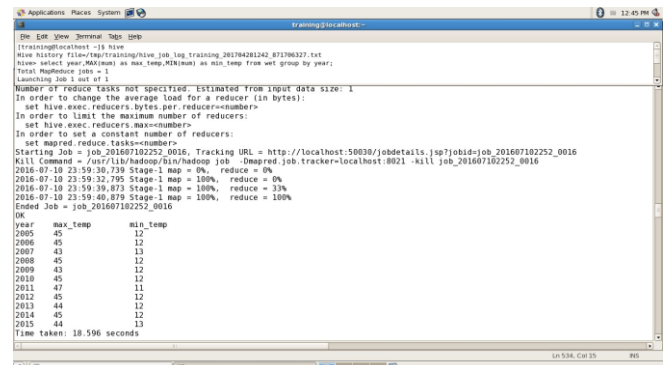 Applications Places System
12:45 PM
training@localhost:~
File Edit View Terminal Tabs Help
[training@localhost ~]$ hive
Hive history file=/tmp/training/hive_job_log_training_201704281242_871706327.txt
hive> select year,MAX(mum) as max_temp,MIN(mum) as min_temp from wet group by year;
Total MapReduce jobs = 1
Launching Job 1 out of 1
Number of reduce tasks not specified. Estimated from input data size: 1
In order to change the average load for a reducer (in bytes):
set hive.exec.reducers.bytes.per.reducer=<number>
In order to limit the maximum number of reducers:
set hive.exec.reducers.max=<number>
In order to set a constant number of reducers:
set mapred.reduce.tasks=<number>
Starting Job = job_201607102252_0016, Tracking URL = http://localhost:50030/jobdetails.jsp?jobid=job_201607102252_0016
Kill Command = /usr/lib/hadoop/bin/hadoop job -Dmapred.job.tracker=localhost:8021 -kill job_201607102252_0016
2016-07-10 23:59:30,739 Stage-1 map = 0%, reduce = 0%
2016-07-10 23:59:32,795 Stage-1 map = 100%, reduce = 0%
2016-07-10 23:59:39,873 Stage-1 map = 100%, reduce = 33%
2016-07-10 23:59:40,879 Stage-1 map = 100%, reduce = 100%
Ended Job = job_201607102252_0016
OK
year max_temp min_temp
2005 45 12
2006 45 12
2007 43 13
2008 45 12
2009 43 12
2010 45 12
2011 47 11
2012 45 12
2013 44 12
2014 45 12
2015 44 13
Time taken: 18.596 seconds
Ln 534, Col 15 INS